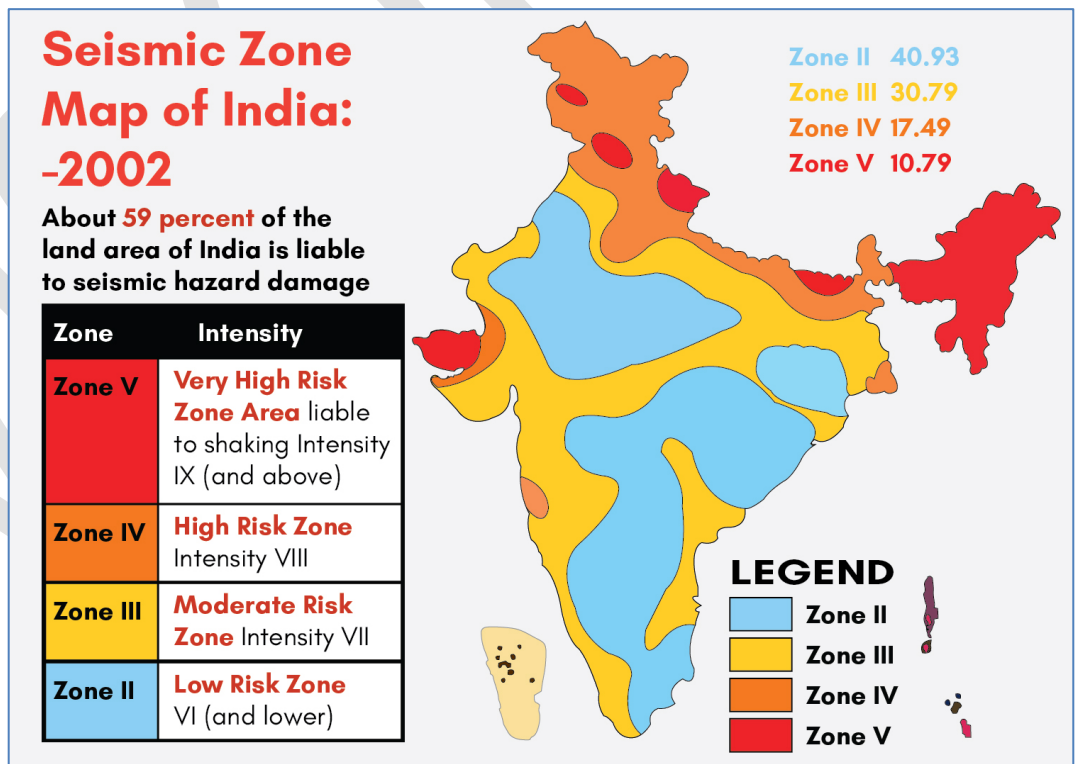 Seismic Zone
Map of India:
-2002
About 59 percent of the
land area of India is liable
to seismic hazard damage
Zone II 40.93
Zone III 30.79
Zone IV 17.49
Zone V 10.79
Zone Intensity
Zone V Very High Risk
Zone Area liable
to shaking Intensity
IX (and above)
Zone IV High Risk Zone
Intensity VIII
Zone III Moderate Risk
Zone Intensity VII
Zone II Low Risk Zone
VI (and lower)
LEGEND
Zone II
Zone III
Zone IV
Zone V